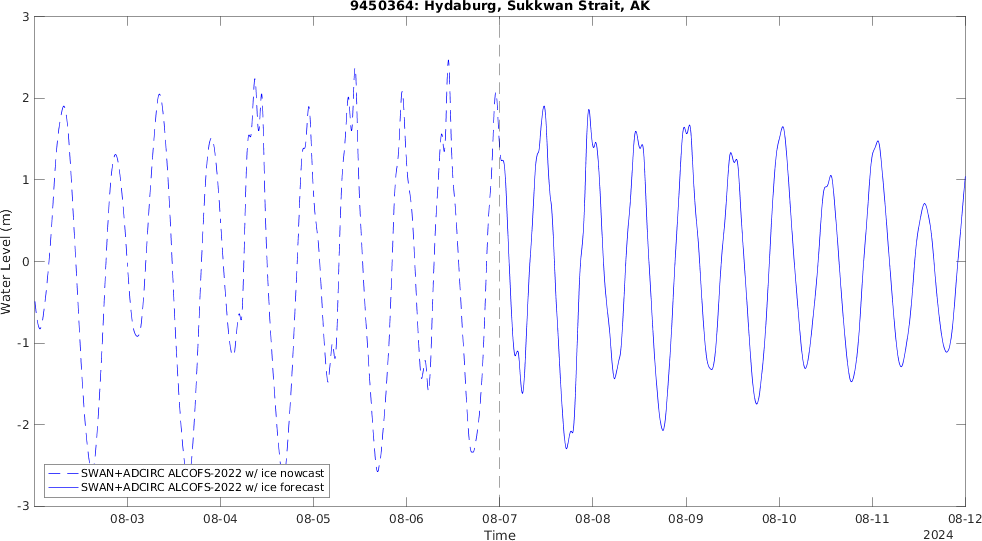 9450364: Hydaburg, Sukkwan Strait, AK
3
2
1
0
-1
-2
-3
Water Level (m)
SWAN+ADCIRC ALCOFS-2022 w/ ice nowcast
SWAN+ADCIRC ALCOFS-2022 w/ ice forecast
08-03 08-04 08-05 08-06 08-07 08-08 08-09 08-10 08-11 08-12
Time
2024